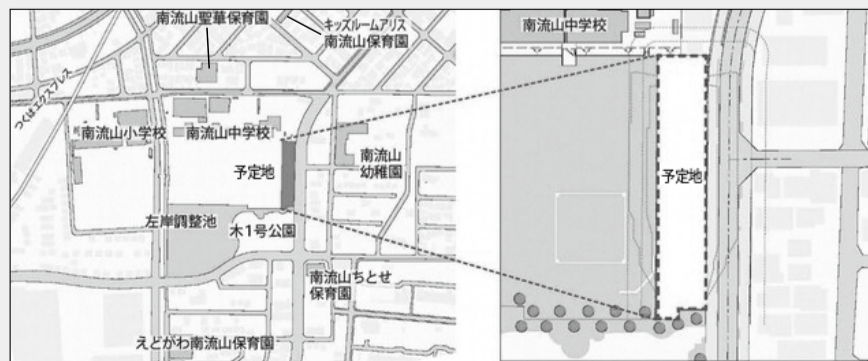 南流山聖華保育園
キッズルームアリス
南流山保育園
つくばエクスプレス
南流山小学校
南流山中学校
予定地
南流山
幼稚園
左岸調整池
木1号公園
南流山ちとせ
保育園
えどがわ南流山保育園
南流山中学校
予定地